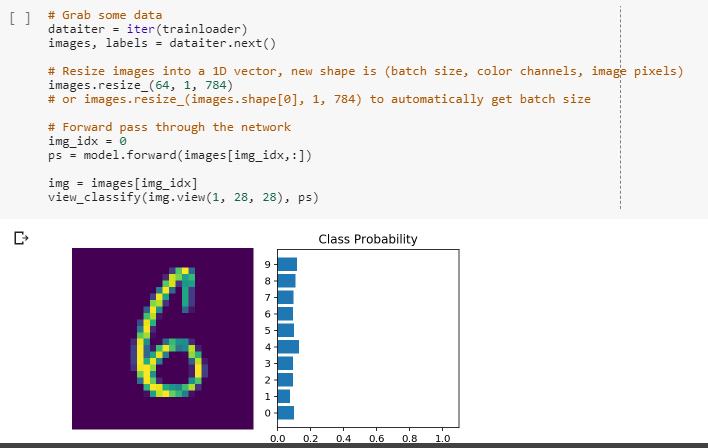 [ ]
# Grab some data
dataiter = iter(trainloader)
images, labels = dataiter.next()
# Resize images into a 1D vector, new shape is (batch size, color channels, image pixels)
images.resize_(64, 1, 784)
# or images.resize_(images.shape[0], 1, 784) to automatically get batch size
# Forward pass through the network
img_idx = 0
ps = model.forward(images[img_idx,:])
img = images[img_idx]
view_classify(img.view(1, 28, 28), ps)
6
Class Probability
9
8
7
6
5
4
3
2
1
0
0.0 0.2 0.4 0.6 0.8 1.0